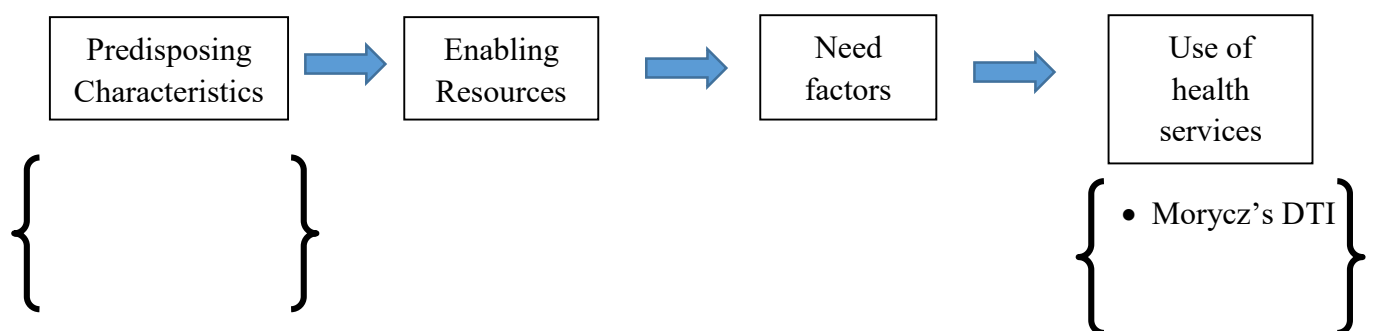 Predisposing
Characteristics
Enabling
Resources
Need
factors
Use of
health
services
• Morycz’s DTI